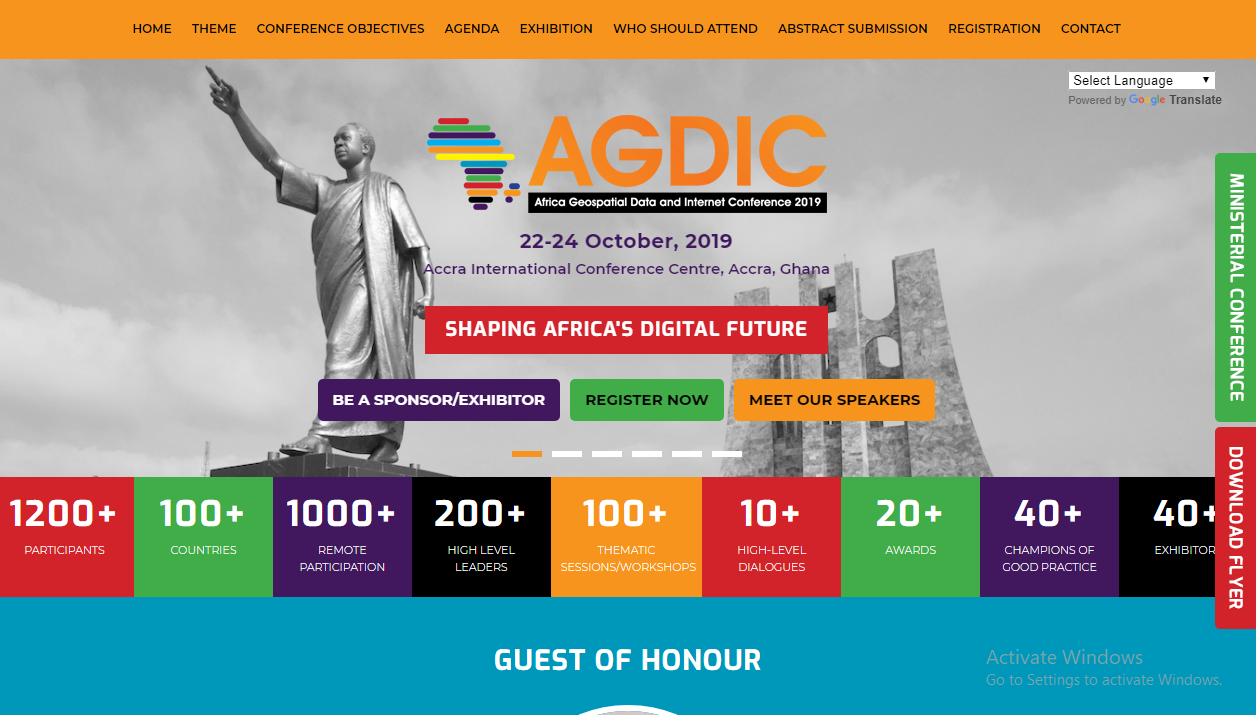 HOME THEME CONFERENCE OBJECTIVES AGENDA EXHIBITION WHO SHOULD ATTEND ABSTRACT SUBMISSION REGISTRATION CONTACT
Select Language
Powered by Google Translate
AGDIC
Africa Geospatial Data and Internet Conference 2019
22-24 October, 2019
Accra International Conference Centre, Accra, Ghana
SHAPING AFRICA'S DIGITAL FUTURE
BE A SPONSOR/EXHIBITOR
REGISTER NOW
MEET OUR SPEAKERS
MINISTERIAL CONFERENCE
DOWNLOAD FLYER
1200+
PARTICIPANTS
100+
COUNTRIES
1000+
REMOTE
PARTICIPATION
200+
HIGH LEVEL
LEADERS
100+
THEMATIC
SESSIONS/WORKSHOPS
10+
HIGH-LEVEL
DIALOGUES
20+
AWARDS
40+
CHAMPIONS OF
GOOD PRACTICE
40+
EXHIBITOR
GUEST OF HONOUR
Activate Windows
Go to Settings to activate Windows.